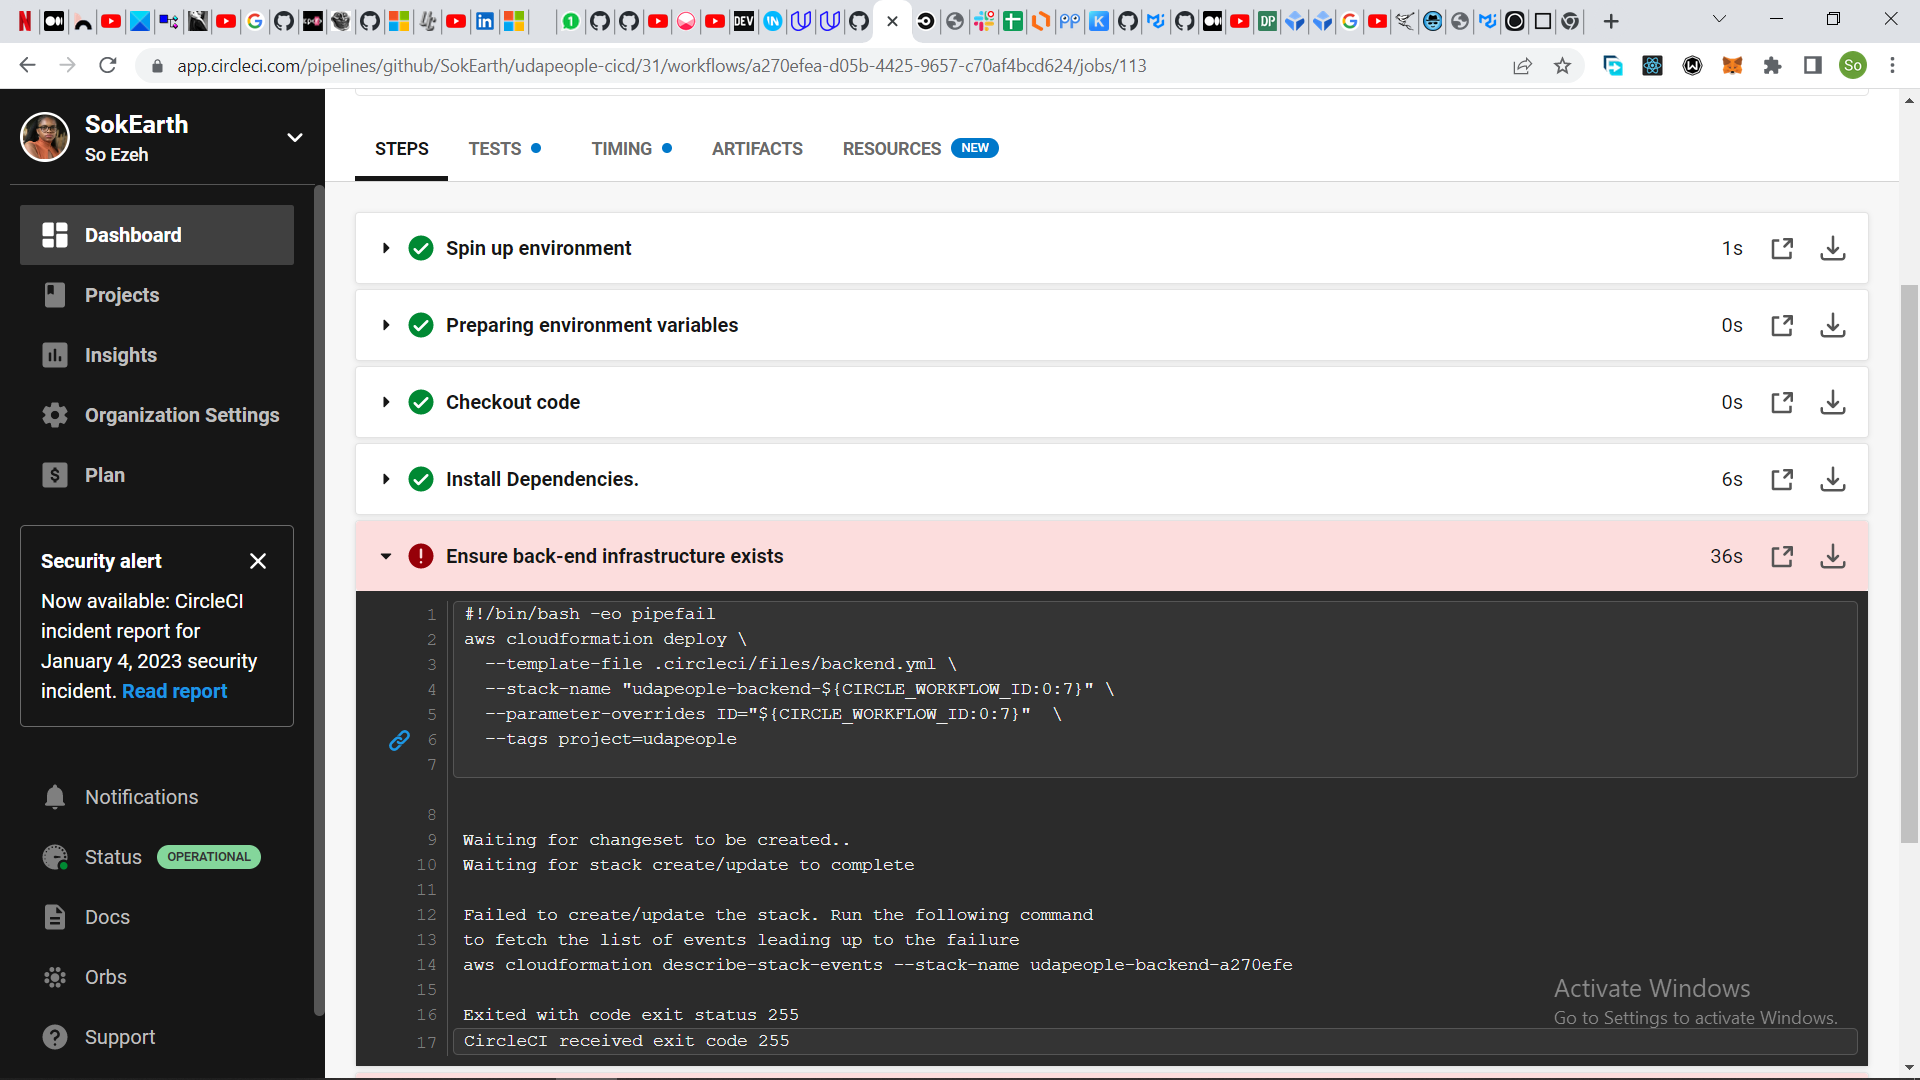 app.circleci.com/pipelines/github/SokEarth/udapeople-cicd/31/workflows/a270efea-d05b-4425-9657-c70af4bcd624/jobs/113
So
SokEarth
So Ezeh
Dashboard
Projects
Insights
Organization Settings
Plan
Security alert
Now available: CircleCI
incident report for
January 4, 2023 security
incident. Read report
Notifications
Status OPERATIONAL
Docs
Orbs
Support
STEPS TESTS TIMING ARTIFACTS RESOURCES NEW
Spin up environment 1s
Preparing environment variables 0s
Checkout code 0s
Install Dependencies. 6s
Ensure back-end infrastructure exists 36s
1 #!/bin/bash -eo pipefail
2 aws cloudformation deploy \
3 --template-file .circleci/files/backend.yml \
4 --stack-name "udapeople-backend-${CIRCLE_WORKFLOW_ID:0:7}" \
5 --parameter-overrides ID="${CIRCLE_WORKFLOW_ID:0:7}"  \
6 --tags project=udapeople
7
8
9 Waiting for changeset to be created..
10 Waiting for stack create/update to complete
11
12 Failed to create/update the stack. Run the following command
13 to fetch the list of events leading up to the failure
14 aws cloudformation describe-stack-events --stack-name udapeople-backend-a270efe
15
16 Exited with code exit status 255
17 CircleCI received exit code 255
Activate Windows
Go to Settings to activate Windows.